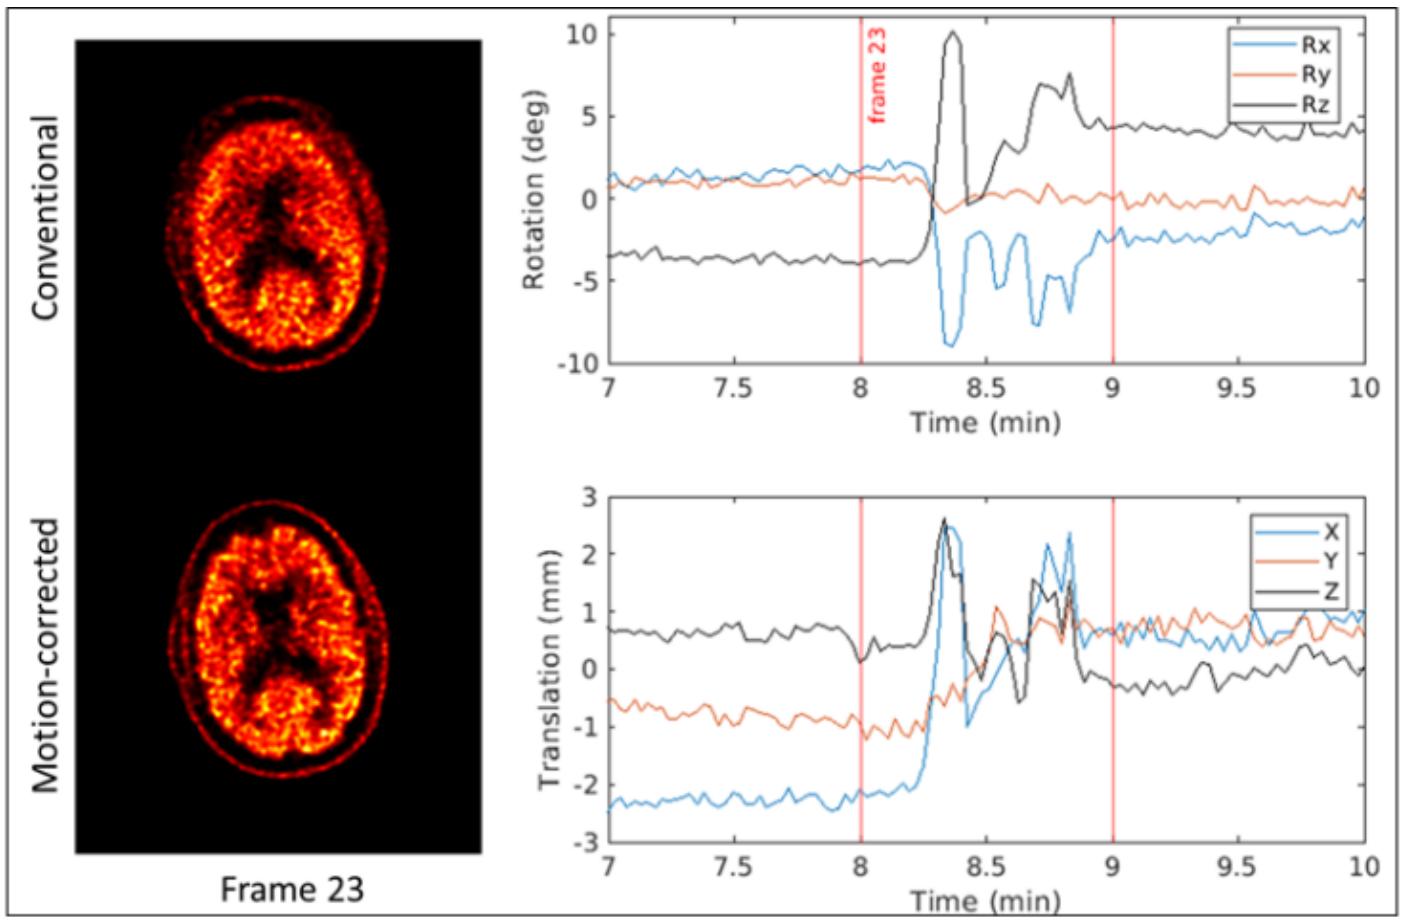 Conventional
Motion-corrected
Frame 23
10
5
0
-5
-10
Rotation (deg)
frame 23
Rx
Ry
Rz
7
7.5
8
8.5
9
9.5
10
Time (min)
3
2
1
0
-1
-2
-3
Translation (mm)
X
Y
Z
7
7.5
8
8.5
9
9.5
10
Time (min)